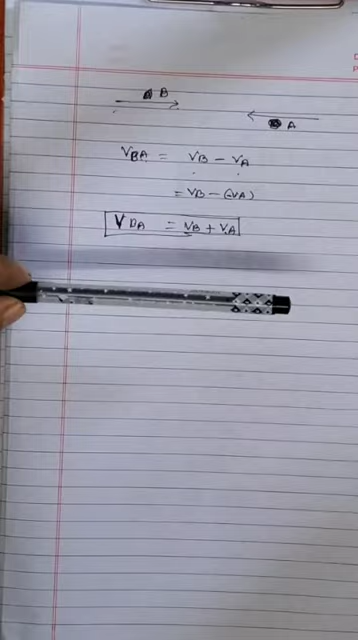 B
A
VBA = VB - VA
= VB - (-VA)
VBA = VB + VA